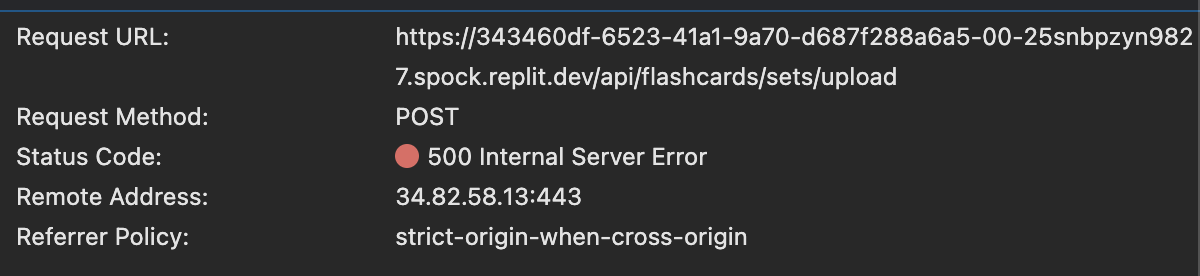 Request URL: https://343460df-6523-41a1-9a70-d687f288a6a5-00-25snbpzyn982
7.spock.replit.dev/api/flashcards/sets/upload
Request Method: POST
Status Code: 500 Internal Server Error
Remote Address: 34.82.58.13:443
Referrer Policy: strict-origin-when-cross-origin